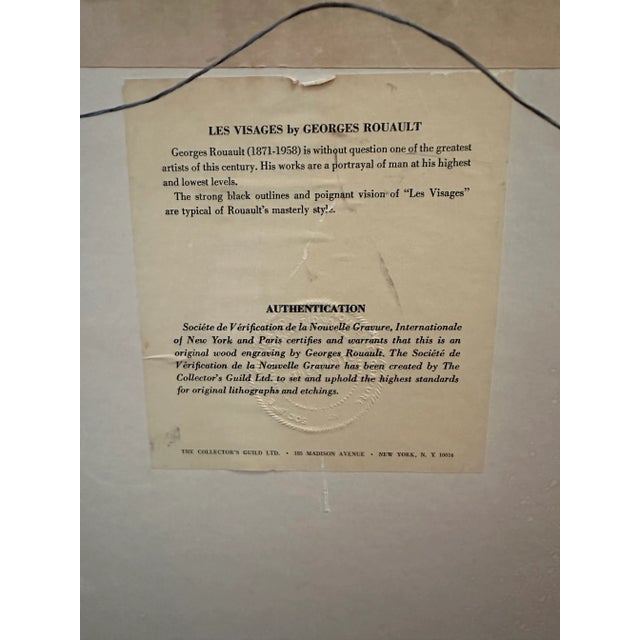 LES VISAGES by GEORGES ROUAULT
Georges Rouault (1871-1958) is without question one of the greatest
artists of this century. His works are a portrayal of man at his highest
and lowest levels.
The strong black outlines and poignant vision of "Les Visages"
are typical of Rouault's masterly style.
AUTHENTICATION
Sociéte de Vérification de la Nouvelle Gravure, Internationale
of New York and Paris certifies and warrants that this is an
original wood engraving by Georges Rouault. The Société de
Vérification de la Nouvelle Gravure has been created by The
Collector's Guild Ltd. to set and uphold the highest standards
for original lithographs and etchings.
THE COLLECTOR'S GUILD LTD. • 185 MADISON AVENUE • NEW YORK, N. Y. 10016